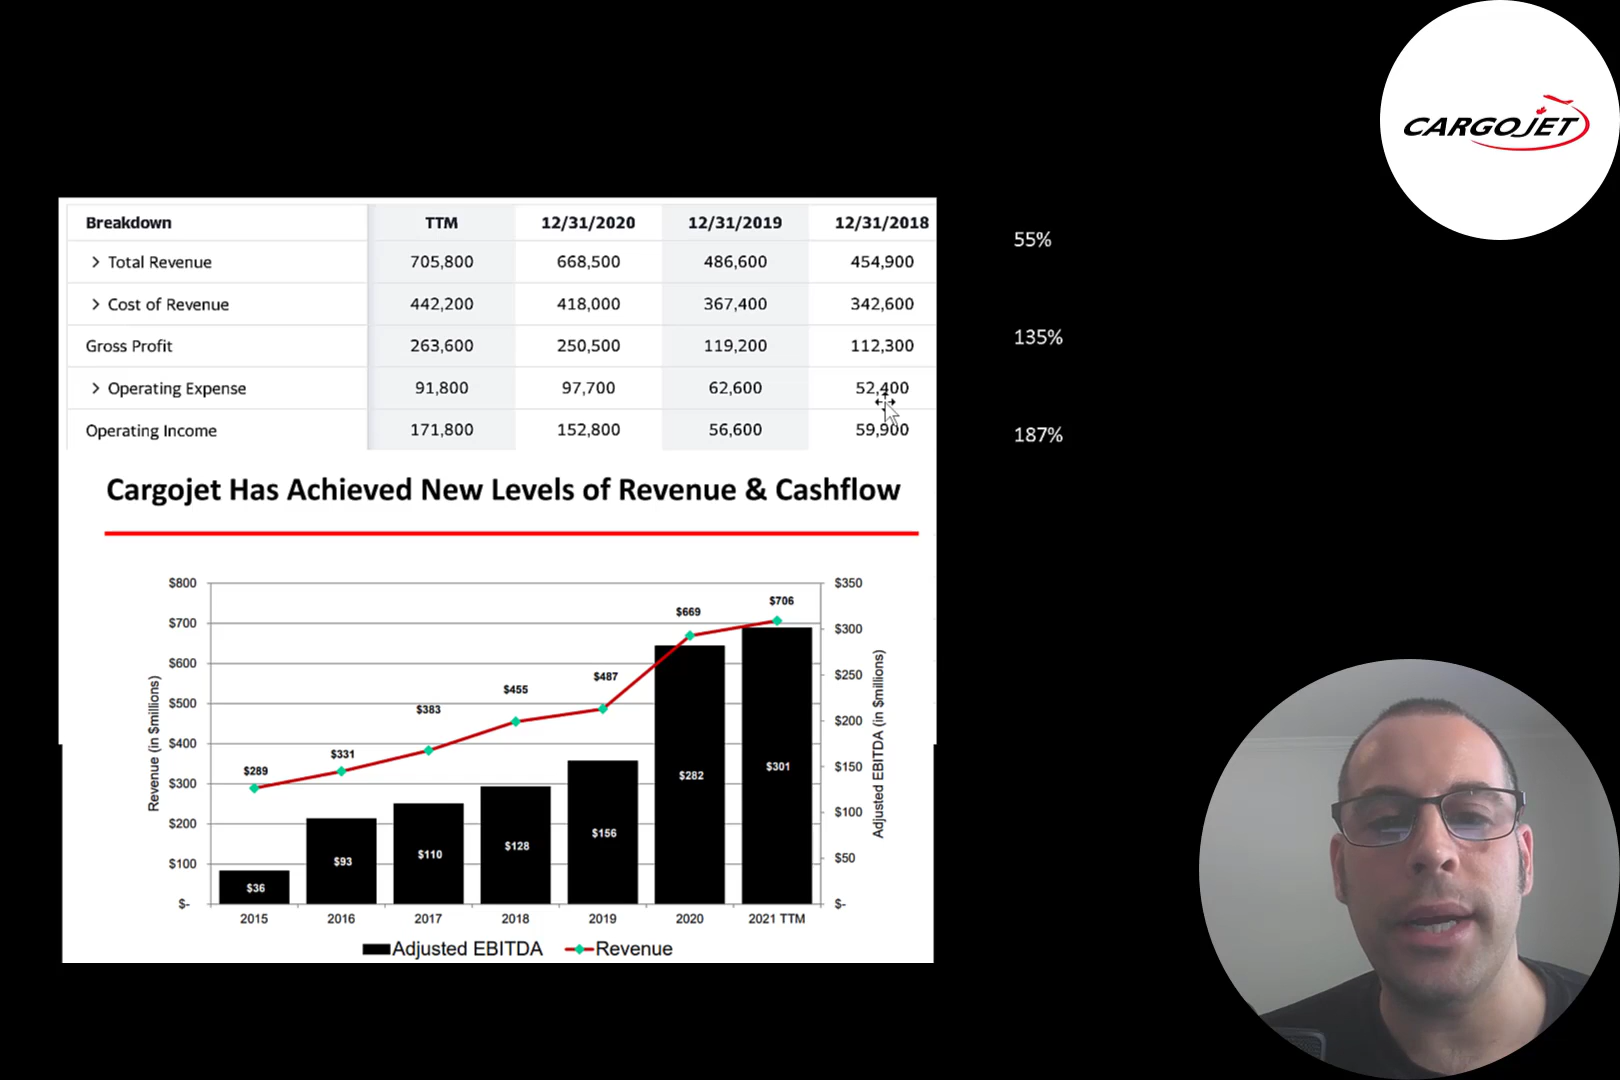 CARGOJET
Breakdown TTM 12/31/2020 12/31/2019 12/31/2018
> Total Revenue 705,800 668,500 486,600 454,900
55%
> Cost of Revenue 442,200 418,000 367,400 342,600
Gross Profit 263,600 250,500 119,200 112,300
135%
> Operating Expense 91,800 97,700 62,600 52,400
Operating Income 171,800 152,800 56,600 59,900
187%
Cargojet Has Achieved New Levels of Revenue & Cashflow
Revenue (in $millions)
$800
$700
$600
$500
$400
$300
$200
$100
$-
$289
$331
$383
$455
$487
$669
$706
$36
$93
$110
$128
$156
$282
$301
$350
$300
$250
$200
$150
$100
$50
$-
Adjusted EBITDA (in $millions)
2015 2016 2017 2018 2019 2020 2021 TTM
Adjusted EBITDA Revenue